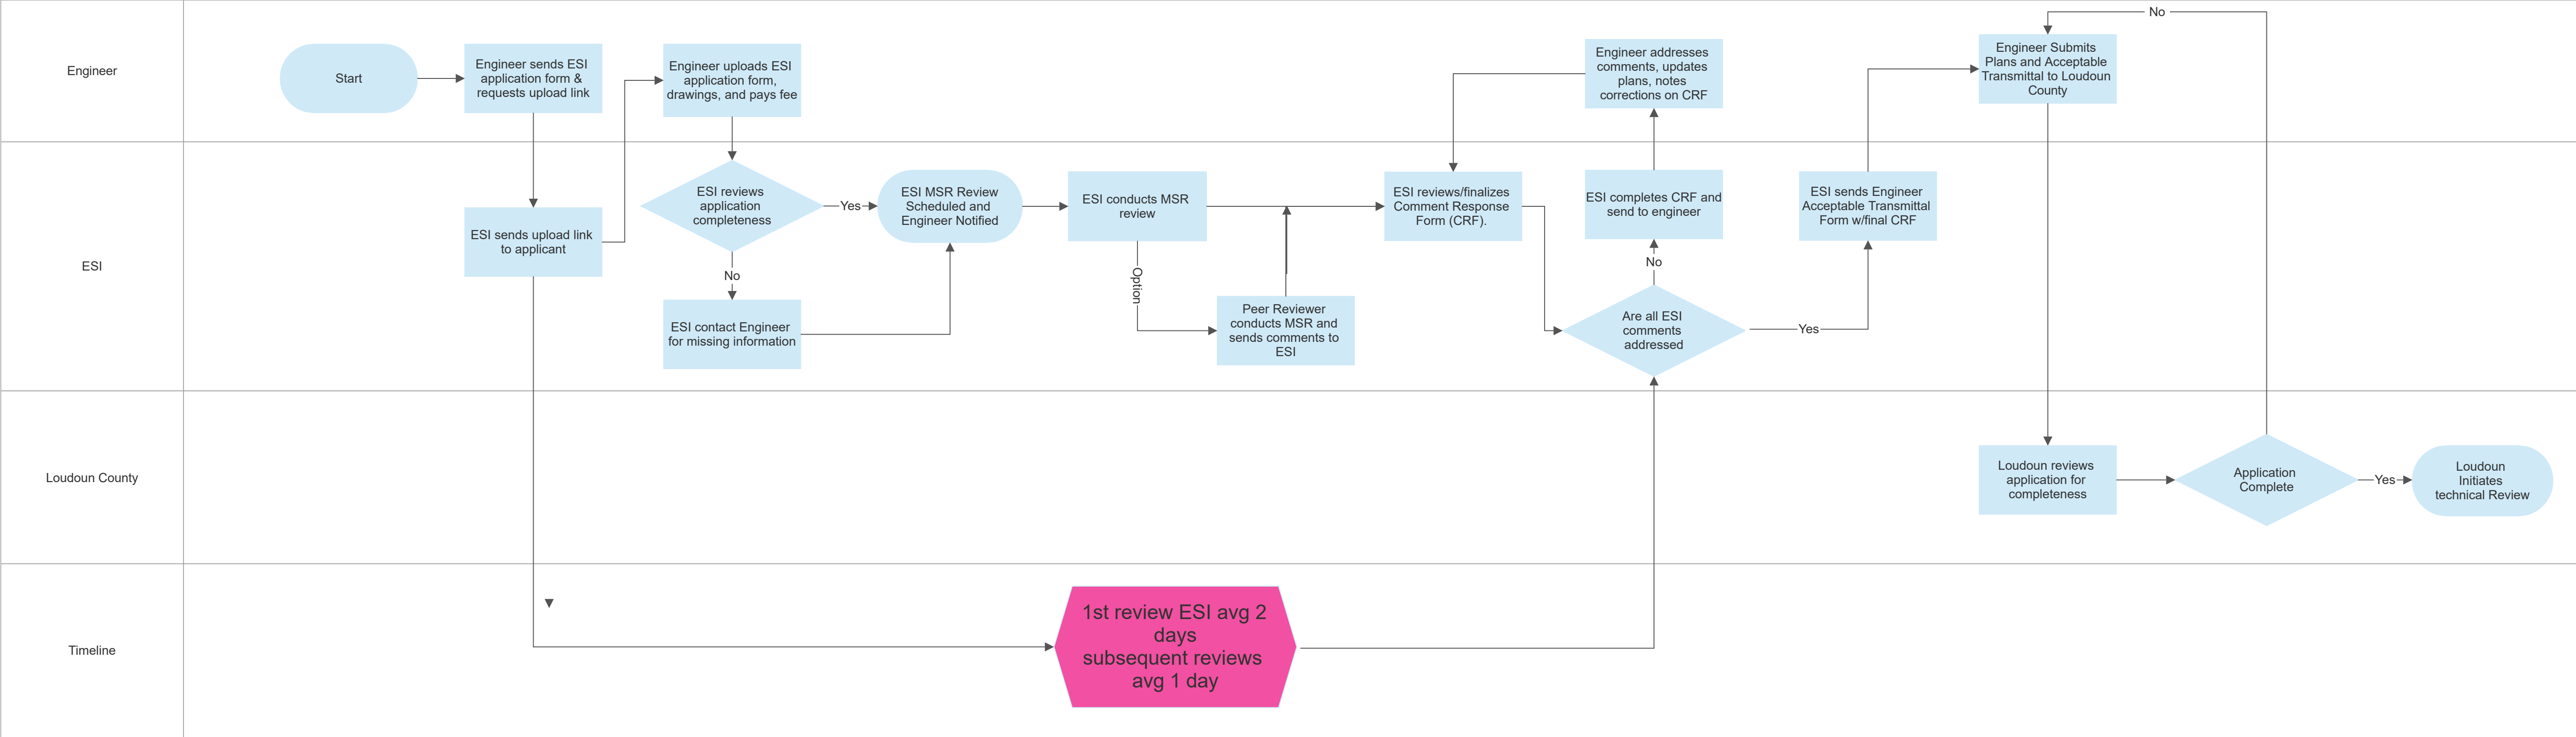 Engineer
Start
Engineer sends ESI
application form &
requests upload link
Engineer uploads ESI
application form,
drawings, and pays fee
Engineer addresses
comments, updates
plans, notes
corrections on CRF
Engineer Submits
Plans and Acceptable
Transmittal to Loudoun
County
No
ESI
ESI sends upload link
to applicant
ESI reviews
application
completeness
Yes
No
ESI contact Engineer
for missing information
ESI MSR Review
Scheduled and
Engineer Notified
ESI conducts MSR
review
Option
Peer Reviewer
conducts MSR and
sends comments to
ESI
ESI reviews/finalizes
Comment Response
Form (CRF).
ESI completes CRF and
send to engineer
No
Are all ESI
comments
addressed
Yes
ESI sends Engineer
Acceptable Transmittal
Form w/final CRF
Loudoun County
Loudoun reviews
application for
completeness
Application
Complete
Yes
Loudoun
Initiates
technical Review
Timeline
1st review ESI avg 2
days
subsequent reviews
avg 1 day